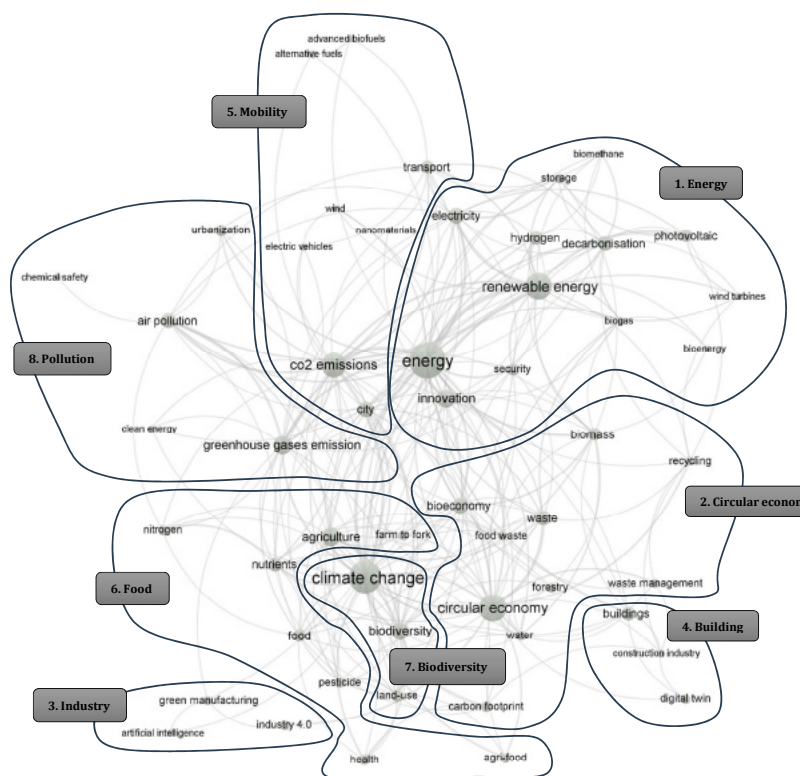 advanced biofuels
alternative fuels
5. Mobility
transport
biomethane
storage
1. Energy
wind
nanomaterials
electricity
urbanization
electric vehicles
hydrogen
decarbonisation
photovoltaic
chemical safety
renewable energy
wind turbines
air pollution
biogas
8. Pollution
co2 emissions
energy
security
bioenergy
innovation
city
clean energy
greenhouse gases emission
biomass
recycling
2. Circular econom
bioeconomy
waste
nitrogen
agriculture
farm to fork
food waste
nutrients
climate change
6. Food
forestry
waste management
circular economy
buildings
4. Building
food
biodiversity
water
construction industry
7. Biodiversity
pesticide
land-use
digital twin
3. Industry
green manufacturing
carbon footprint
artificial intelligence
industry 4.0
health
agri-food